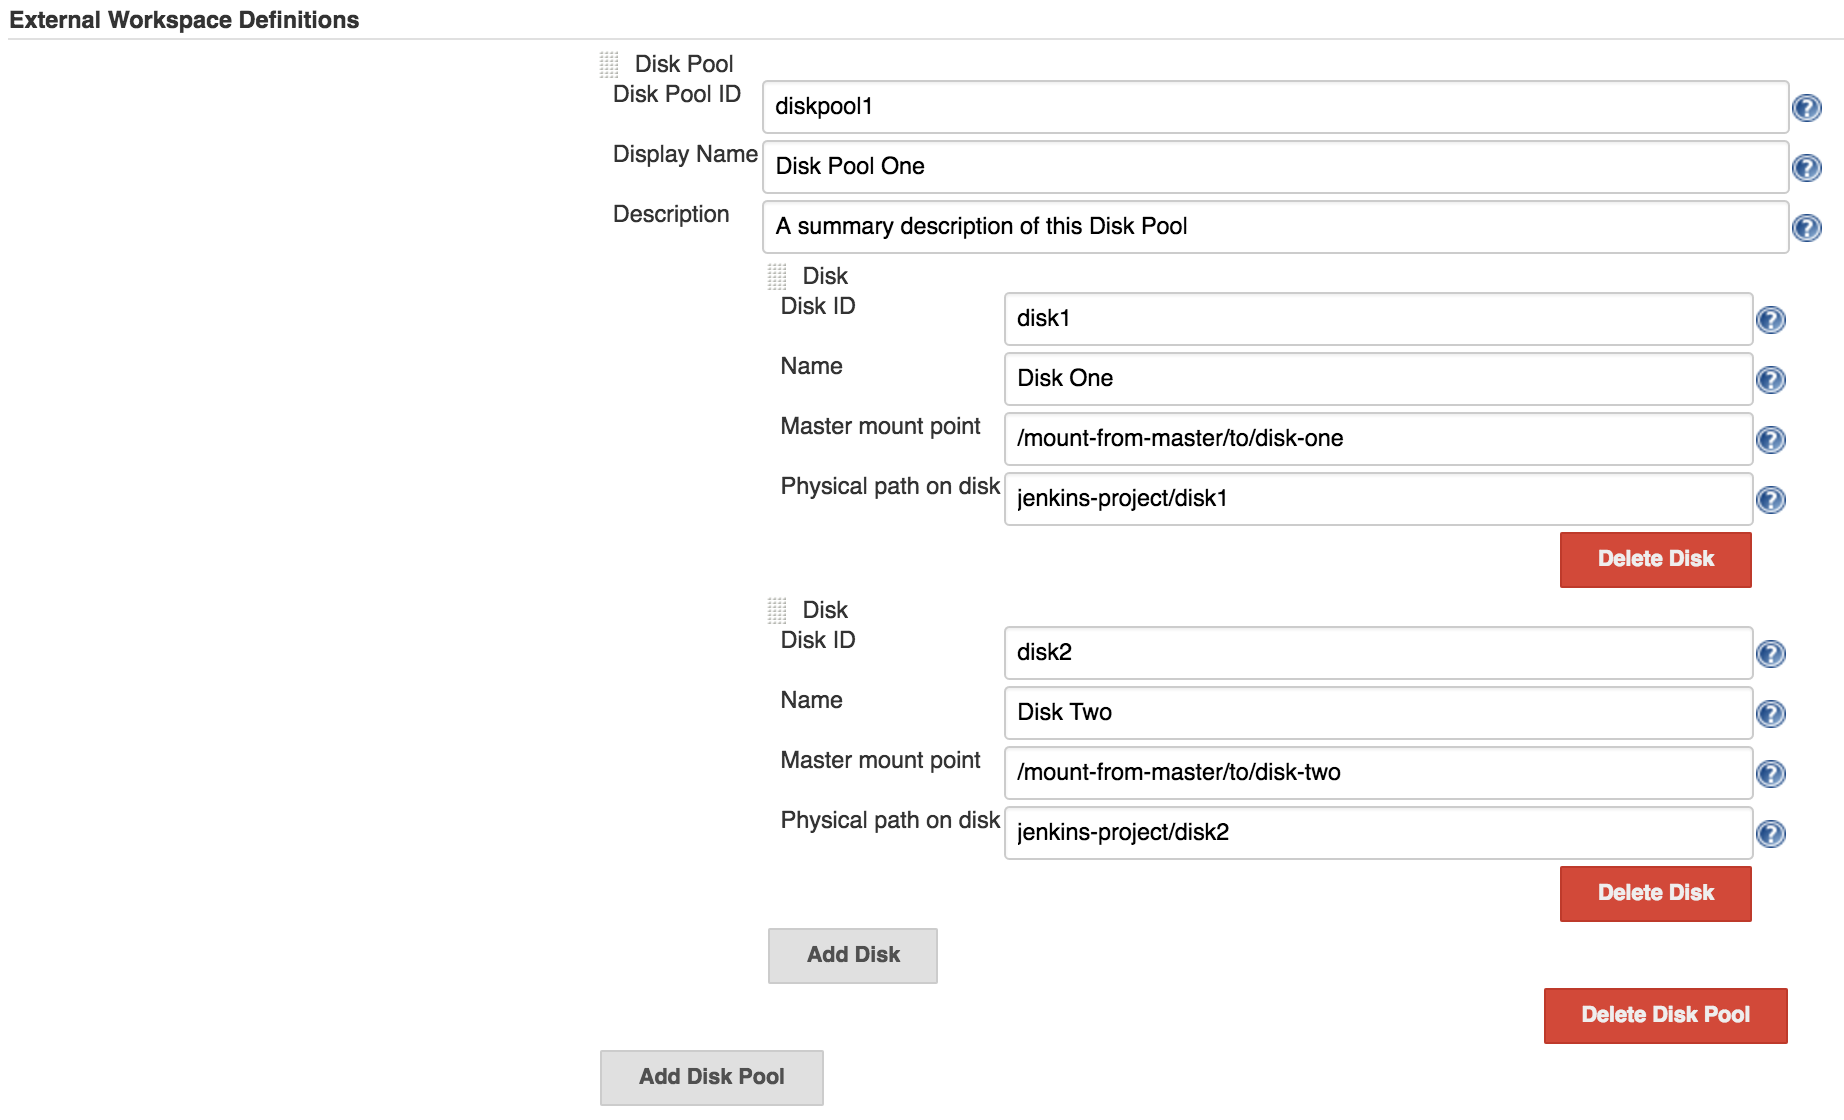 External Workspace Definitions
Disk Pool
Disk Pool ID diskpool1
Display Name Disk Pool One
Description A summary description of this Disk Pool
Disk
Disk ID disk1
Name Disk One
Master mount point /mount-from-master/to/disk-one
Physical path on disk jenkins-project/disk1
Delete Disk
Disk
Disk ID disk2
Name Disk Two
Master mount point /mount-from-master/to/disk-two
Physical path on disk jenkins-project/disk2
Delete Disk
Add Disk
Delete Disk Pool
Add Disk Pool